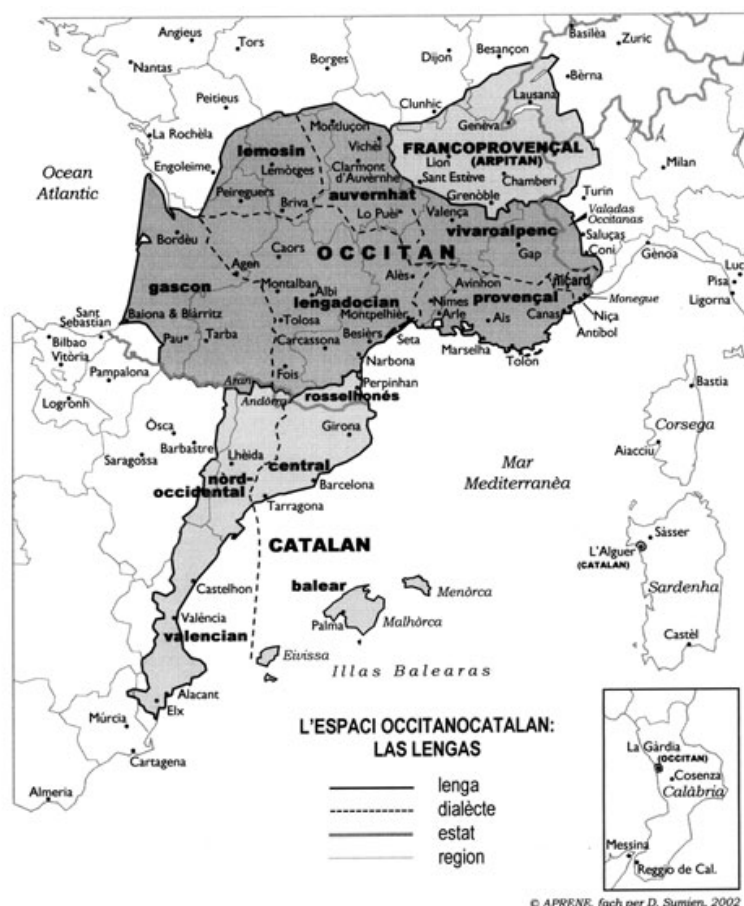 Angieus
Tors
Borges
Dijon
Besançon
Basilèa
Zuric
Nantas
Bèrna
Peitieus
Clunhic
Lausana
La Rochèla
Montluçon
Genèva
Engoleime
lemosin
Vichèi
FRANCOPROVENÇAL
(ARPITAN)
Milan
Ocean
Atlantic
Lemòtges
Clarmont
d'Auvèrnhe
Lion
Sant Estève
Chamberí
Peireguers
auvernhat
Grenòble
Turin
Briva
Lo Puèi
Valença
Valadas
Occitanas
vivaroalpenc
Saluças
Bordèu
Caors
OCCITAN
Gap
Coni
Gènoa
Luc
Agen
Alès
Pisa
gascon
Montalban
Albi
Avinhon
niçard
Ligorna
lengadocian
Nimes
provençal
Monegue
Baiona & Biàrritz
Tolosa
Montpelhièr
Arle
Ais
Canas
Niça
Sant
Sebastian
Antíbol
Bilbao
Pau
Tarba
Carcassona
Besièrs
Seta
Marselha
Tolon
Vitòria
Narbona
Pampalona
Aran
Fois
Perpinhan
Bastia
Andòrra
rosselhonés
Logronh
Òsca
Girona
Corsega
Barbastre
Lhèida
Aiacciu
Saragossa
central
Mar
Mediterranèa
nòrd-
occidental
Barcelona
Tarragona
Sàsser
CATALAN
L'Alguer
(CATALAN)
balear
Menòrca
Castelhon
Sardenha
València
Palma
Malhòrca
valencian
Castèl
Eivissa
Illas Balearas
Alacant
Elx
Múrcia
L'ESPACI OCCITANOCATALAN:
LAS LENGAS
La Gàrdia
(OCCITAN)
Cartagena
Cosenza
Calàbria
lenga
Almeria
dialècte
estat
Messina
region
Reggio de Cal.
© APRENE, fach per D. Sumien, 2002